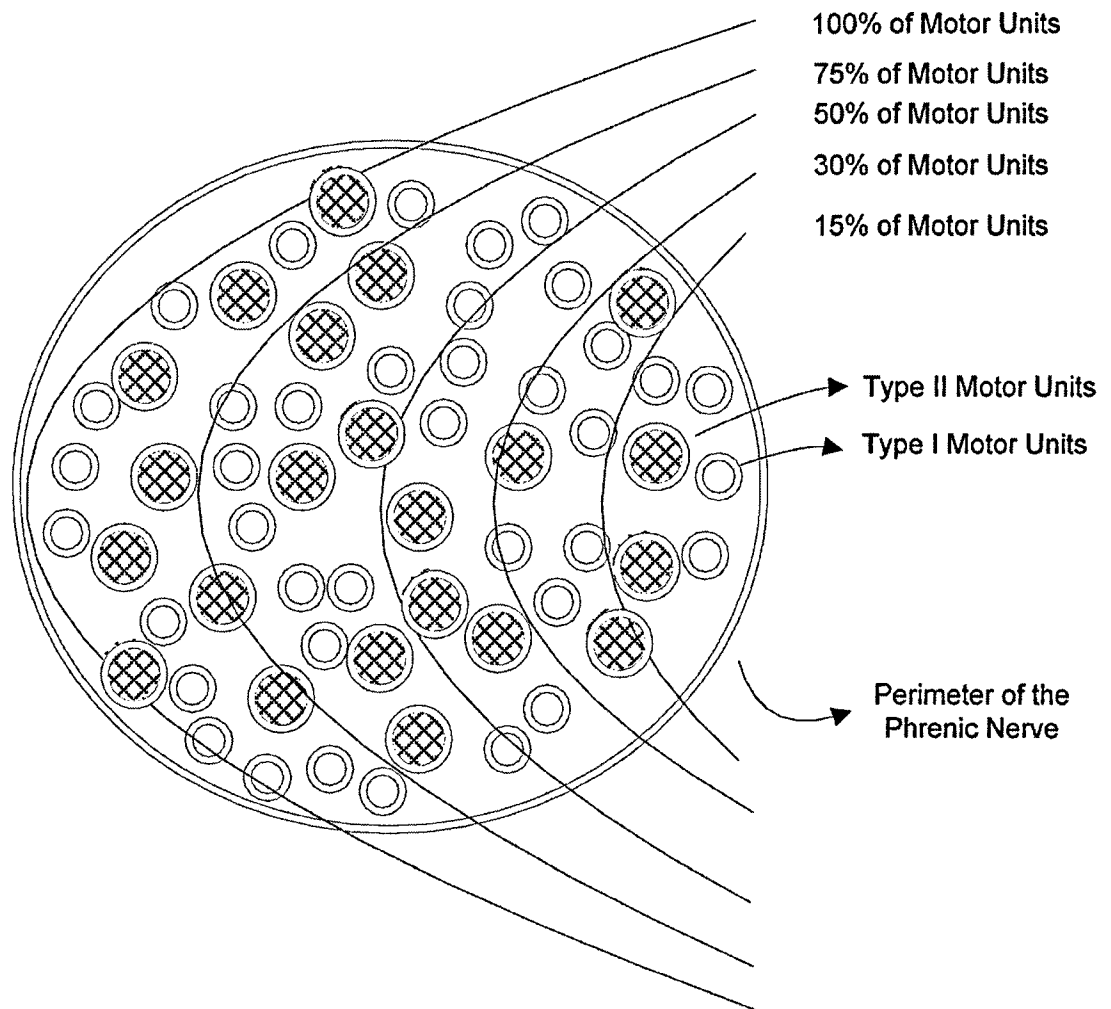 100% of Motor Units
75% of Motor Units
50% of Motor Units
30% of Motor Units
15% of Motor Units
Type II Motor Units
Type I Motor Units
Perimeter of the
Phrenic Nerve